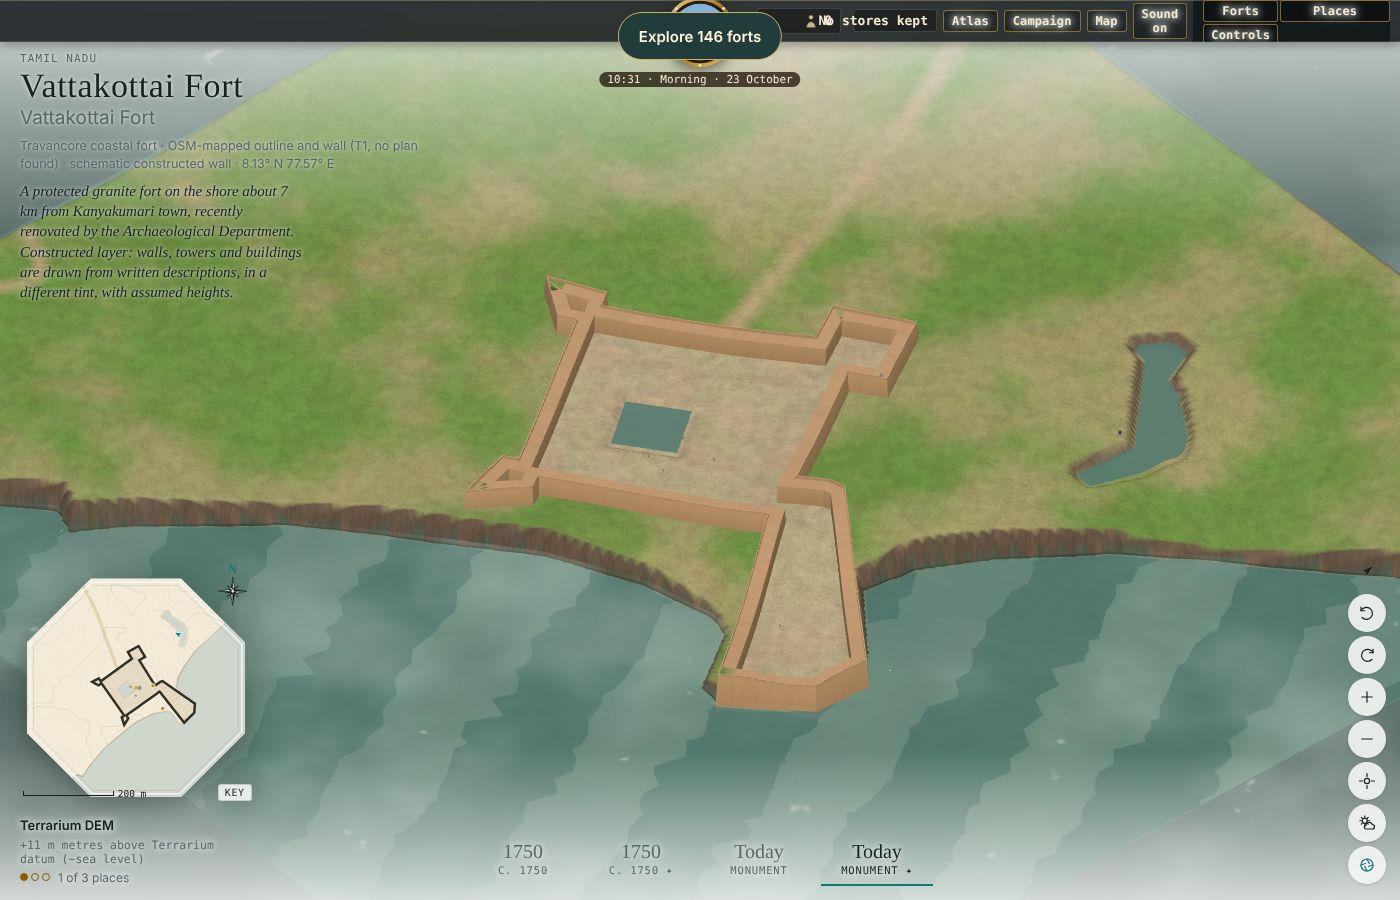 Explore 146 forts
stores kept
Atlas
Campaign
Map
Sound on
Forts
Places
Controls
10:31 · Morning · 23 October
TAMIL NADU
Vattakottai Fort
Vattakottai Fort
Travancore coastal fort · OSM-mapped outline and wall (T1, no plan
found) · schematic constructed wall · 8.13° N 77.57° E
A protected granite fort on the shore about 7
km from Kanyakumari town, recently
renovated by the Archaeological Department.
Constructed layer: walls, towers and buildings
are drawn from written descriptions, in a
different tint, with assumed heights.
N
200 m
KEY
Terrarium DEM
+11 m metres above Terrarium
datum (~sea level)
1 of 3 places
1750
C. 1750
1750
C. 1750 ✦
Today
MONUMENT
Today
MONUMENT ✦